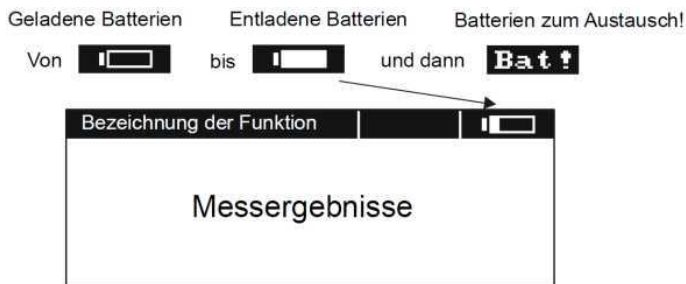 Geladene Batterien Entladene Batterien Batterien zum Austausch!
Von bis und dann Bat!
Bezeichnung der Funktion
Messergebnisse